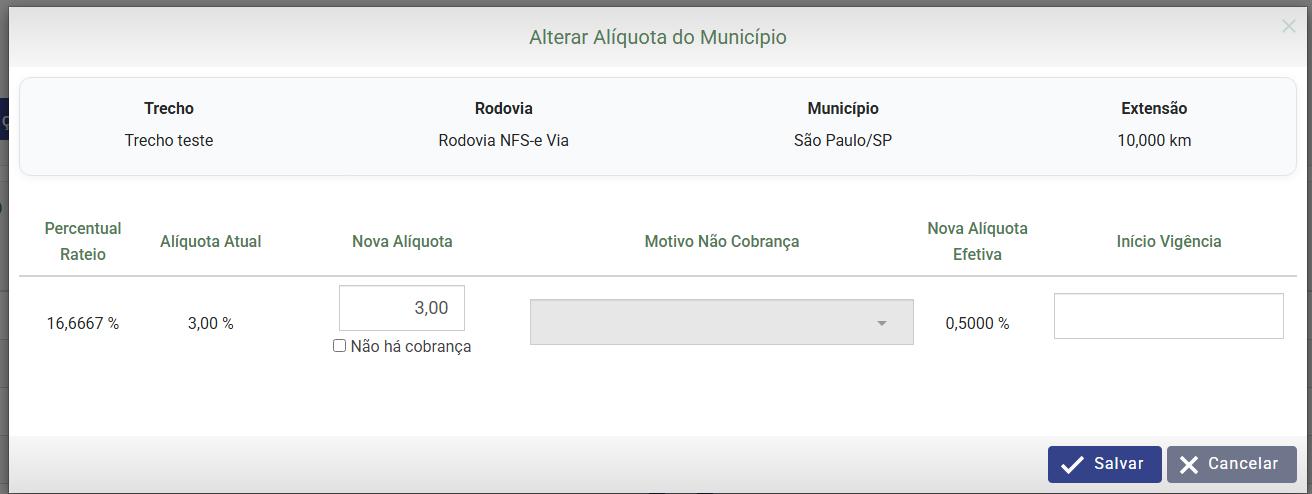 Alterar Alíquota do Município
Trecho Rodovia Município Extensão
Trecho teste Rodovia NFS-e Via São Paulo/SP 10,000 km
Percentual Rateio Alíquota Atual Nova Alíquota Motivo Não Cobrança Nova Alíquota Efetiva Início Vigência
16,6667 % 3,00 % 3,00 0,5000 %
Não há cobrança
Salvar Cancelar